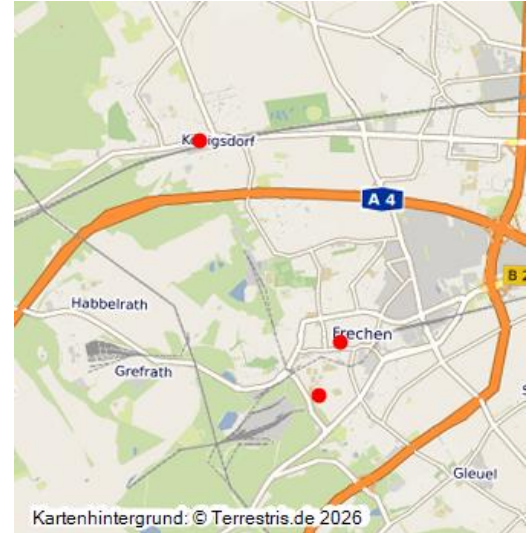 Königsdorf
A 4
B 2
Habbelrath
Frechen
Grefrath
Gleuel
Kartenhintergrund: © Terrestris.de 2026